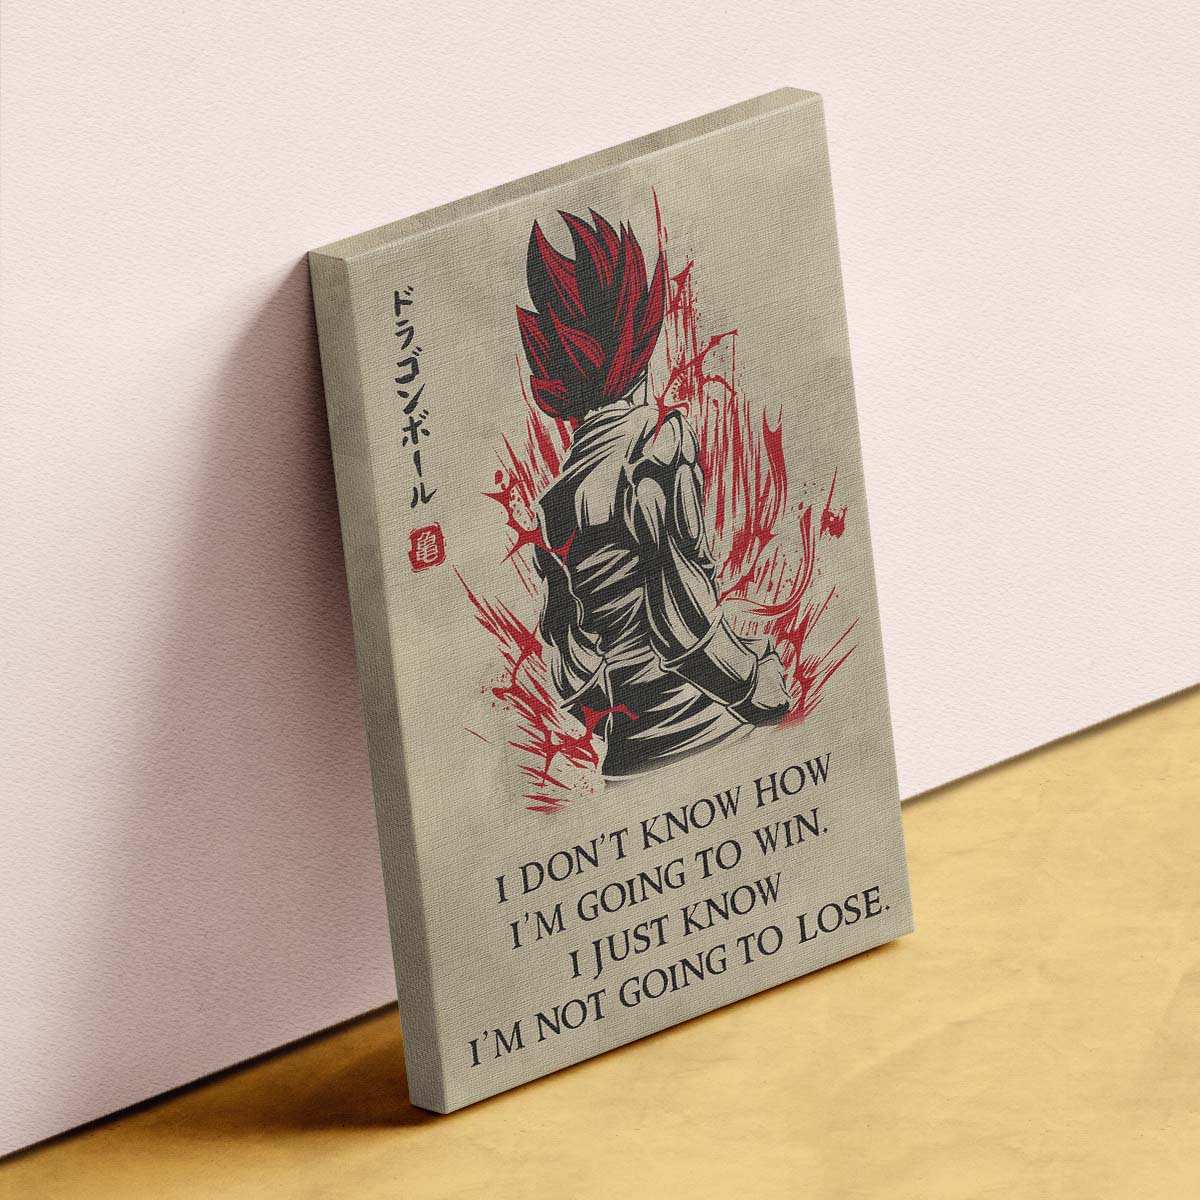 ドラゴンボール
亀
I DON'T KNOW HOW
I'M GOING TO WIN.
I JUST KNOW
I'M NOT GOING TO LOSE.